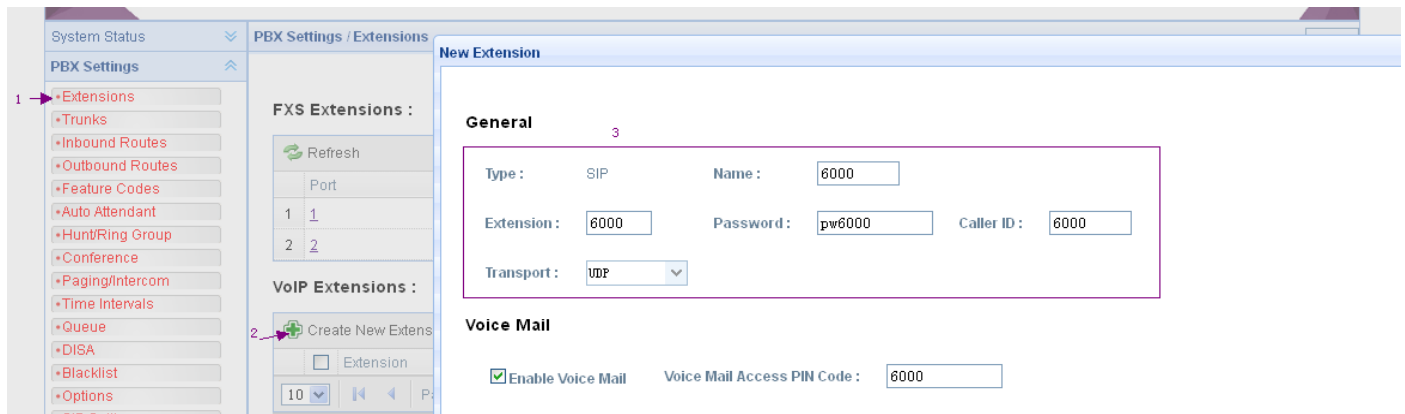 System Status
PBX Settings / Extensions
New Extension
PBX Settings
1
•Extensions
•Trunks
•Inbound Routes
•Outbound Routes
•Feature Codes
•Auto Attendant
•Hunt/Ring Group
•Conference
•Paging/Intercom
•Time Intervals
•Queue
•DISA
•Blacklist
•Options
FXS Extensions :
Refresh
Port
1 1
2 2
VoIP Extensions :
2
Create New Extens
Extension
10
General
3
Type : SIP Name : 6000
Extension : 6000 Password : pw6000 Caller ID : 6000
Transport : UDP
Voice Mail
Enable Voice Mail Voice Mail Access PIN Code : 6000